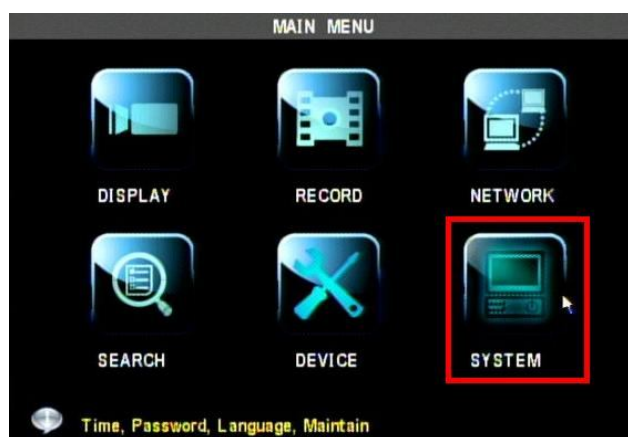 MAIN MENU
DISPLAY RECORD NETWORK
SEARCH DEVICE SYSTEM
Time, Password, Language, Maintain